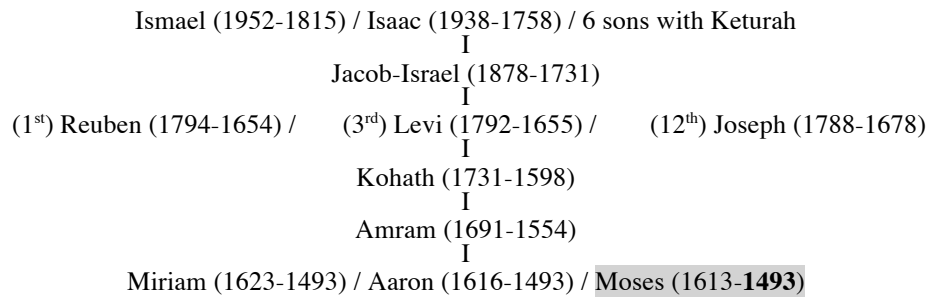 Ismael (1952-1815) / Isaac (1938-1758) / 6 sons with Keturah
I
Jacob-Israel (1878-1731)
I
(1st) Reuben (1794-1654) / (3rd) Levi (1792-1655) / (12th) Joseph (1788-1678)
I
Kohath (1731-1598)
I
Amram (1691-1554)
I
Miriam (1623-1493) / Aaron (1616-1493) / Moses (1613-1493)